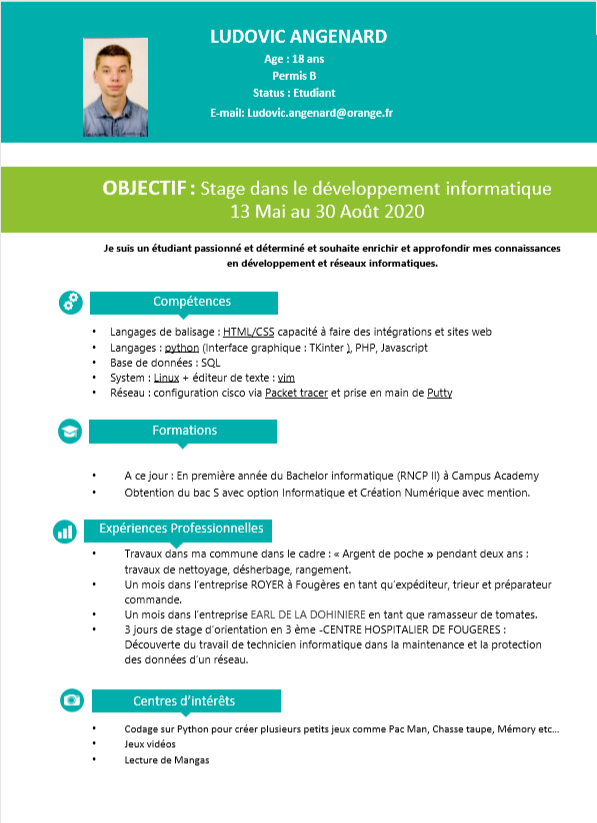 LUDOVIC ANGENARD
Age : 18 ans
Permis B
Status : Etudiant
E-mail: Ludovic.angenard@orange.fr
OBJECTIF : Stage dans le développement informatique
13 Mai au 30 Août 2020
Je suis un étudiant passionné et déterminé et souhaite enrichir et approfondir mes connaissances
en développement et réseaux informatiques.
Compétences
• Langages de balisage : HTML/CSS capacité à faire des intégrations et sites web
• Langages : python (Interface graphique : TKinter ), PHP, Javascript
• Base de données : SQL
• System : Linux + éditeur de texte : vim
• Réseau : configuration cisco via Packet tracer et prise en main de Putty
Formations
• A ce jour : En première année du Bachelor informatique (RNCP II) à Campus Academy
• Obtention du bac S avec option Informatique et Création Numérique avec mention.
Expériences Professionnelles
• Travaux dans ma commune dans le cadre : « Argent de poche » pendant deux ans :
travaux de nettoyage, désherbage, rangement.
• Un mois dans l'entreprise ROYER à Fougères en tant qu'expéditeur, trieur et préparateur
commande.
• Un mois dans l'entreprise EARL DE LA DOHINIERE en tant que ramasseur de tomates.
• 3 jours de stage d'orientation en 3 ème -CENTRE HOSPITALIER DE FOUGERES :
Découverte du travail de technicien informatique dans la maintenance et la protection
des données d'un réseau.
Centres d'intérêts
• Codage sur Python pour créer plusieurs petits jeux comme Pac Man, Chasse taupe, Mémory etc...
• Jeux vidéos
• Lecture de Mangas